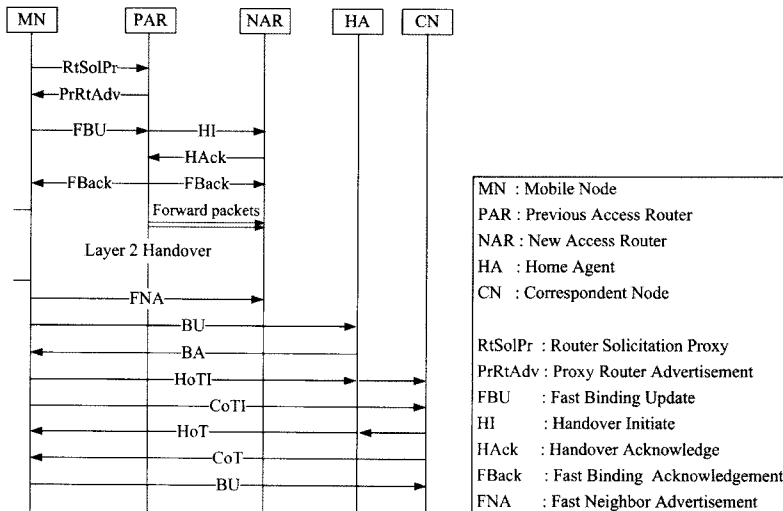 MN PAR NAR HA CN
RtSolPr
PrRtAdv
FBU HI
HAck
FBack FBack
Forward packets
Layer 2 Handover
FNA
BU
BA
HoTI
CoTI
HoT
CoT
BU
MN : Mobile Node
PAR : Previous Access Router
NAR : New Access Router
HA : Home Agent
CN : Correspondent Node
RtSolPr : Router Solicitation Proxy
PrRtAdv : Proxy Router Advertisement
FBU : Fast Binding Update
HI : Handover Initiate
HAck : Handover Acknowledge
FBack : Fast Binding Acknowledgement
FNA : Fast Neighbor Advertisement